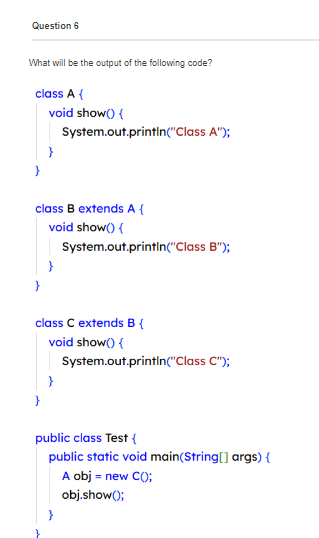 Question 6
What will be the output of the following code?
class A {
void show() {
System.out.println("Class A");
}
}
class B extends A {
void show() {
System.out.println("Class B");
}
}
class C extends B {
void show() {
System.out.println("Class C");
}
}
public class Test {
public static void main(String[] args) {
A obj = new C();
obj.show();
}
}